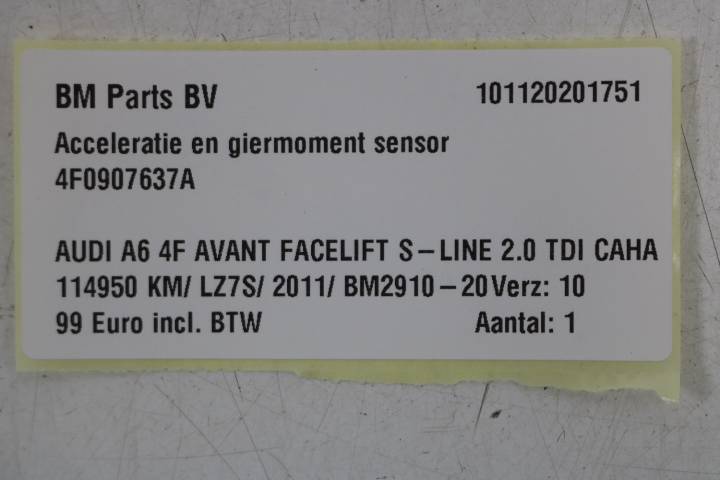 BM Parts BV 101120201751
Acceleratie en giermoment sensor
4F0907637A
AUDI A6 4F AVANT FACELIFT S-LINE 2.0 TDI CAHA
114950 KM/ LZ7S/ 2011/ BM2910-20 Verz: 10
99 Euro incl. BTW Aantal: 1